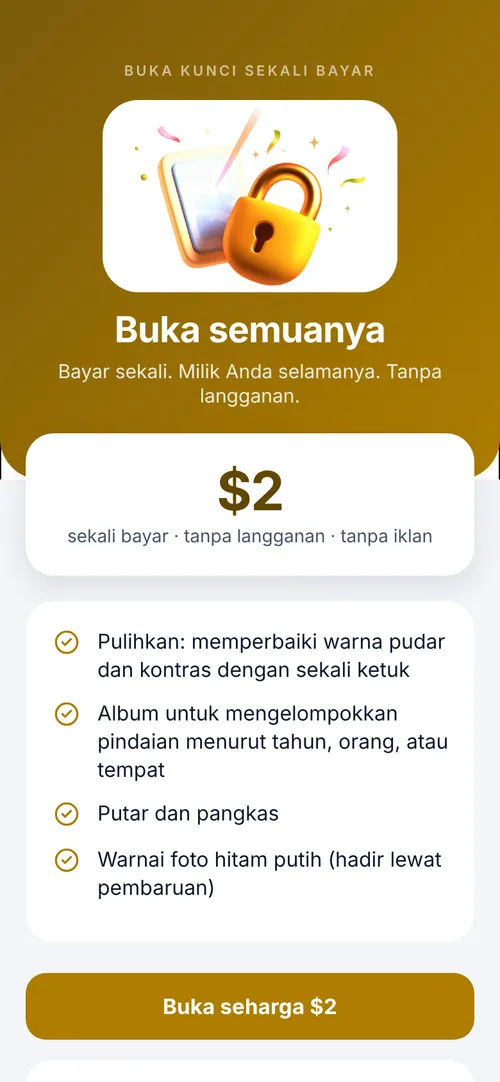 BUKA KUNCI SEKALI BAYAR
Buka semuanya
Bayar sekali. Milik Anda selamanya. Tanpa
langganan.
$2
sekali bayar · tanpa langganan · tanpa iklan
Pulihkan: memperbaiki warna pudar
dan kontras dengan sekali ketuk
Album untuk mengelompokkan
pindaian menurut tahun, orang, atau
tempat
Putar dan pangkas
Warnai foto hitam putih (hadir lewat
pembaruan)
Buka seharga $2